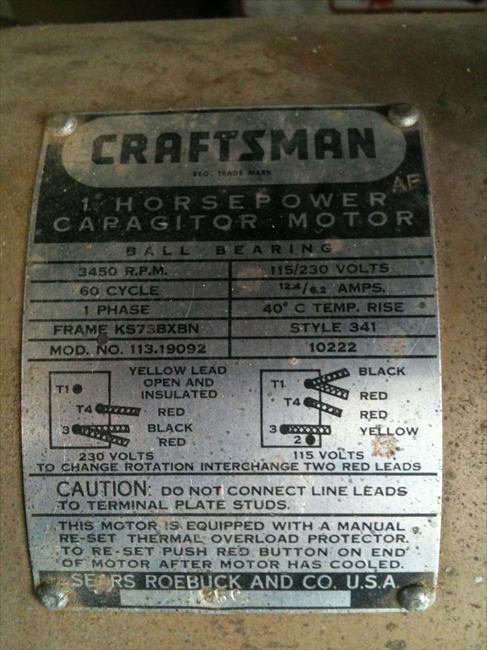 CRAFTSMAN
REG. TRADE MARK
AF
1 HORSEPOWER
CAPACITOR MOTOR
BALL BEARING
3450 R.P.M. 115/230 VOLTS
60 CYCLE 12.4/6.2 AMPS.
1 PHASE 40° C TEMP. RISE
FRAME KS73BXBN STYLE 341
MOD. NO. 113.19092 10222
YELLOW LEAD
OPEN AND
INSULATED
T1
T4 RED
3 BLACK
RED
230 VOLTS
BLACK
T1
RED
T4
RED
3 YELLOW
2
115 VOLTS
TO CHANGE ROTATION INTERCHANGE TWO RED LEADS
CAUTION: DO NOT CONNECT LINE LEADS
TO TERMINAL PLATE STUDS.
THIS MOTOR IS EQUIPPED WITH A MANUAL
RE-SET THERMAL OVERLOAD PROTECTOR.
TO RE-SET PUSH RED BUTTON ON END
OF MOTOR AFTER MOTOR HAS COOLED.
SEARS ROEBUCK AND CO. U.S.A.